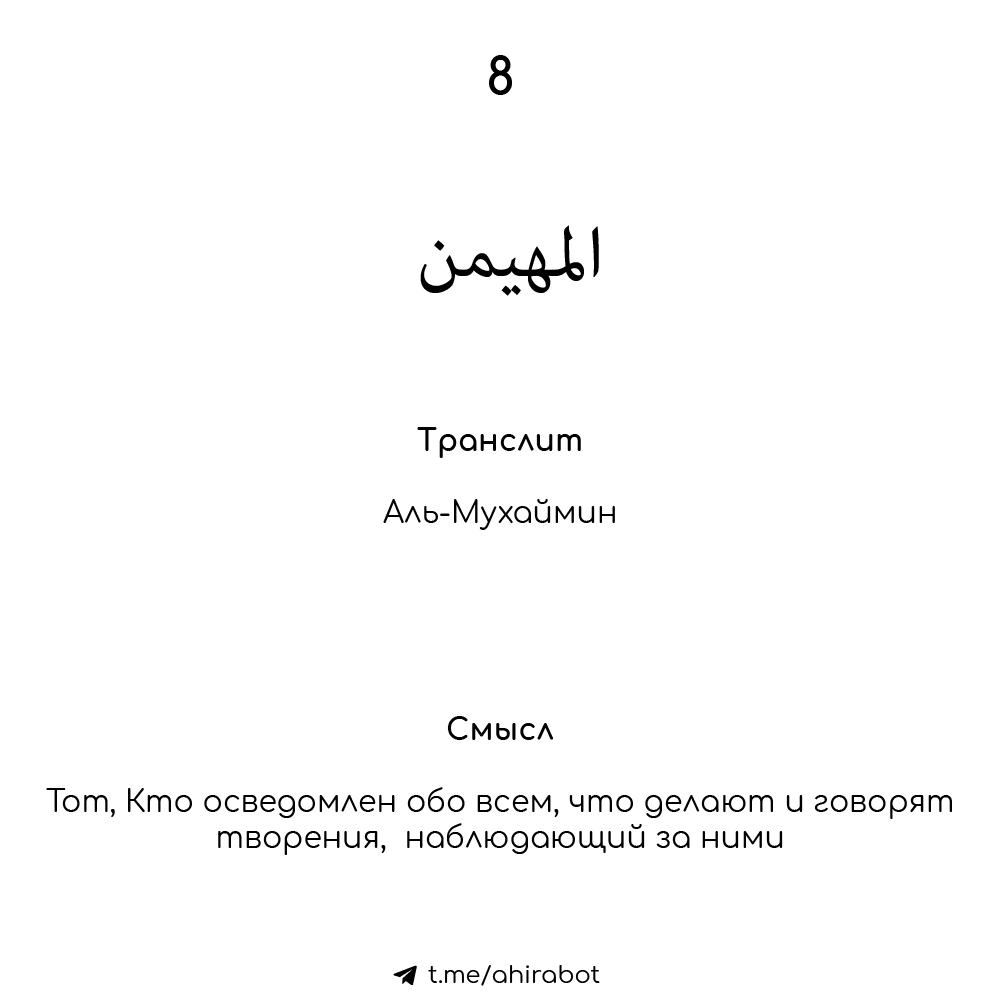 8
المهيمن
Транслит
Аль-Мухаймин
Смысл
Тот, Кто осведомлен обо всем, что делают и говорят
творения,  наблюдающий за ними
t.me/ahirabot